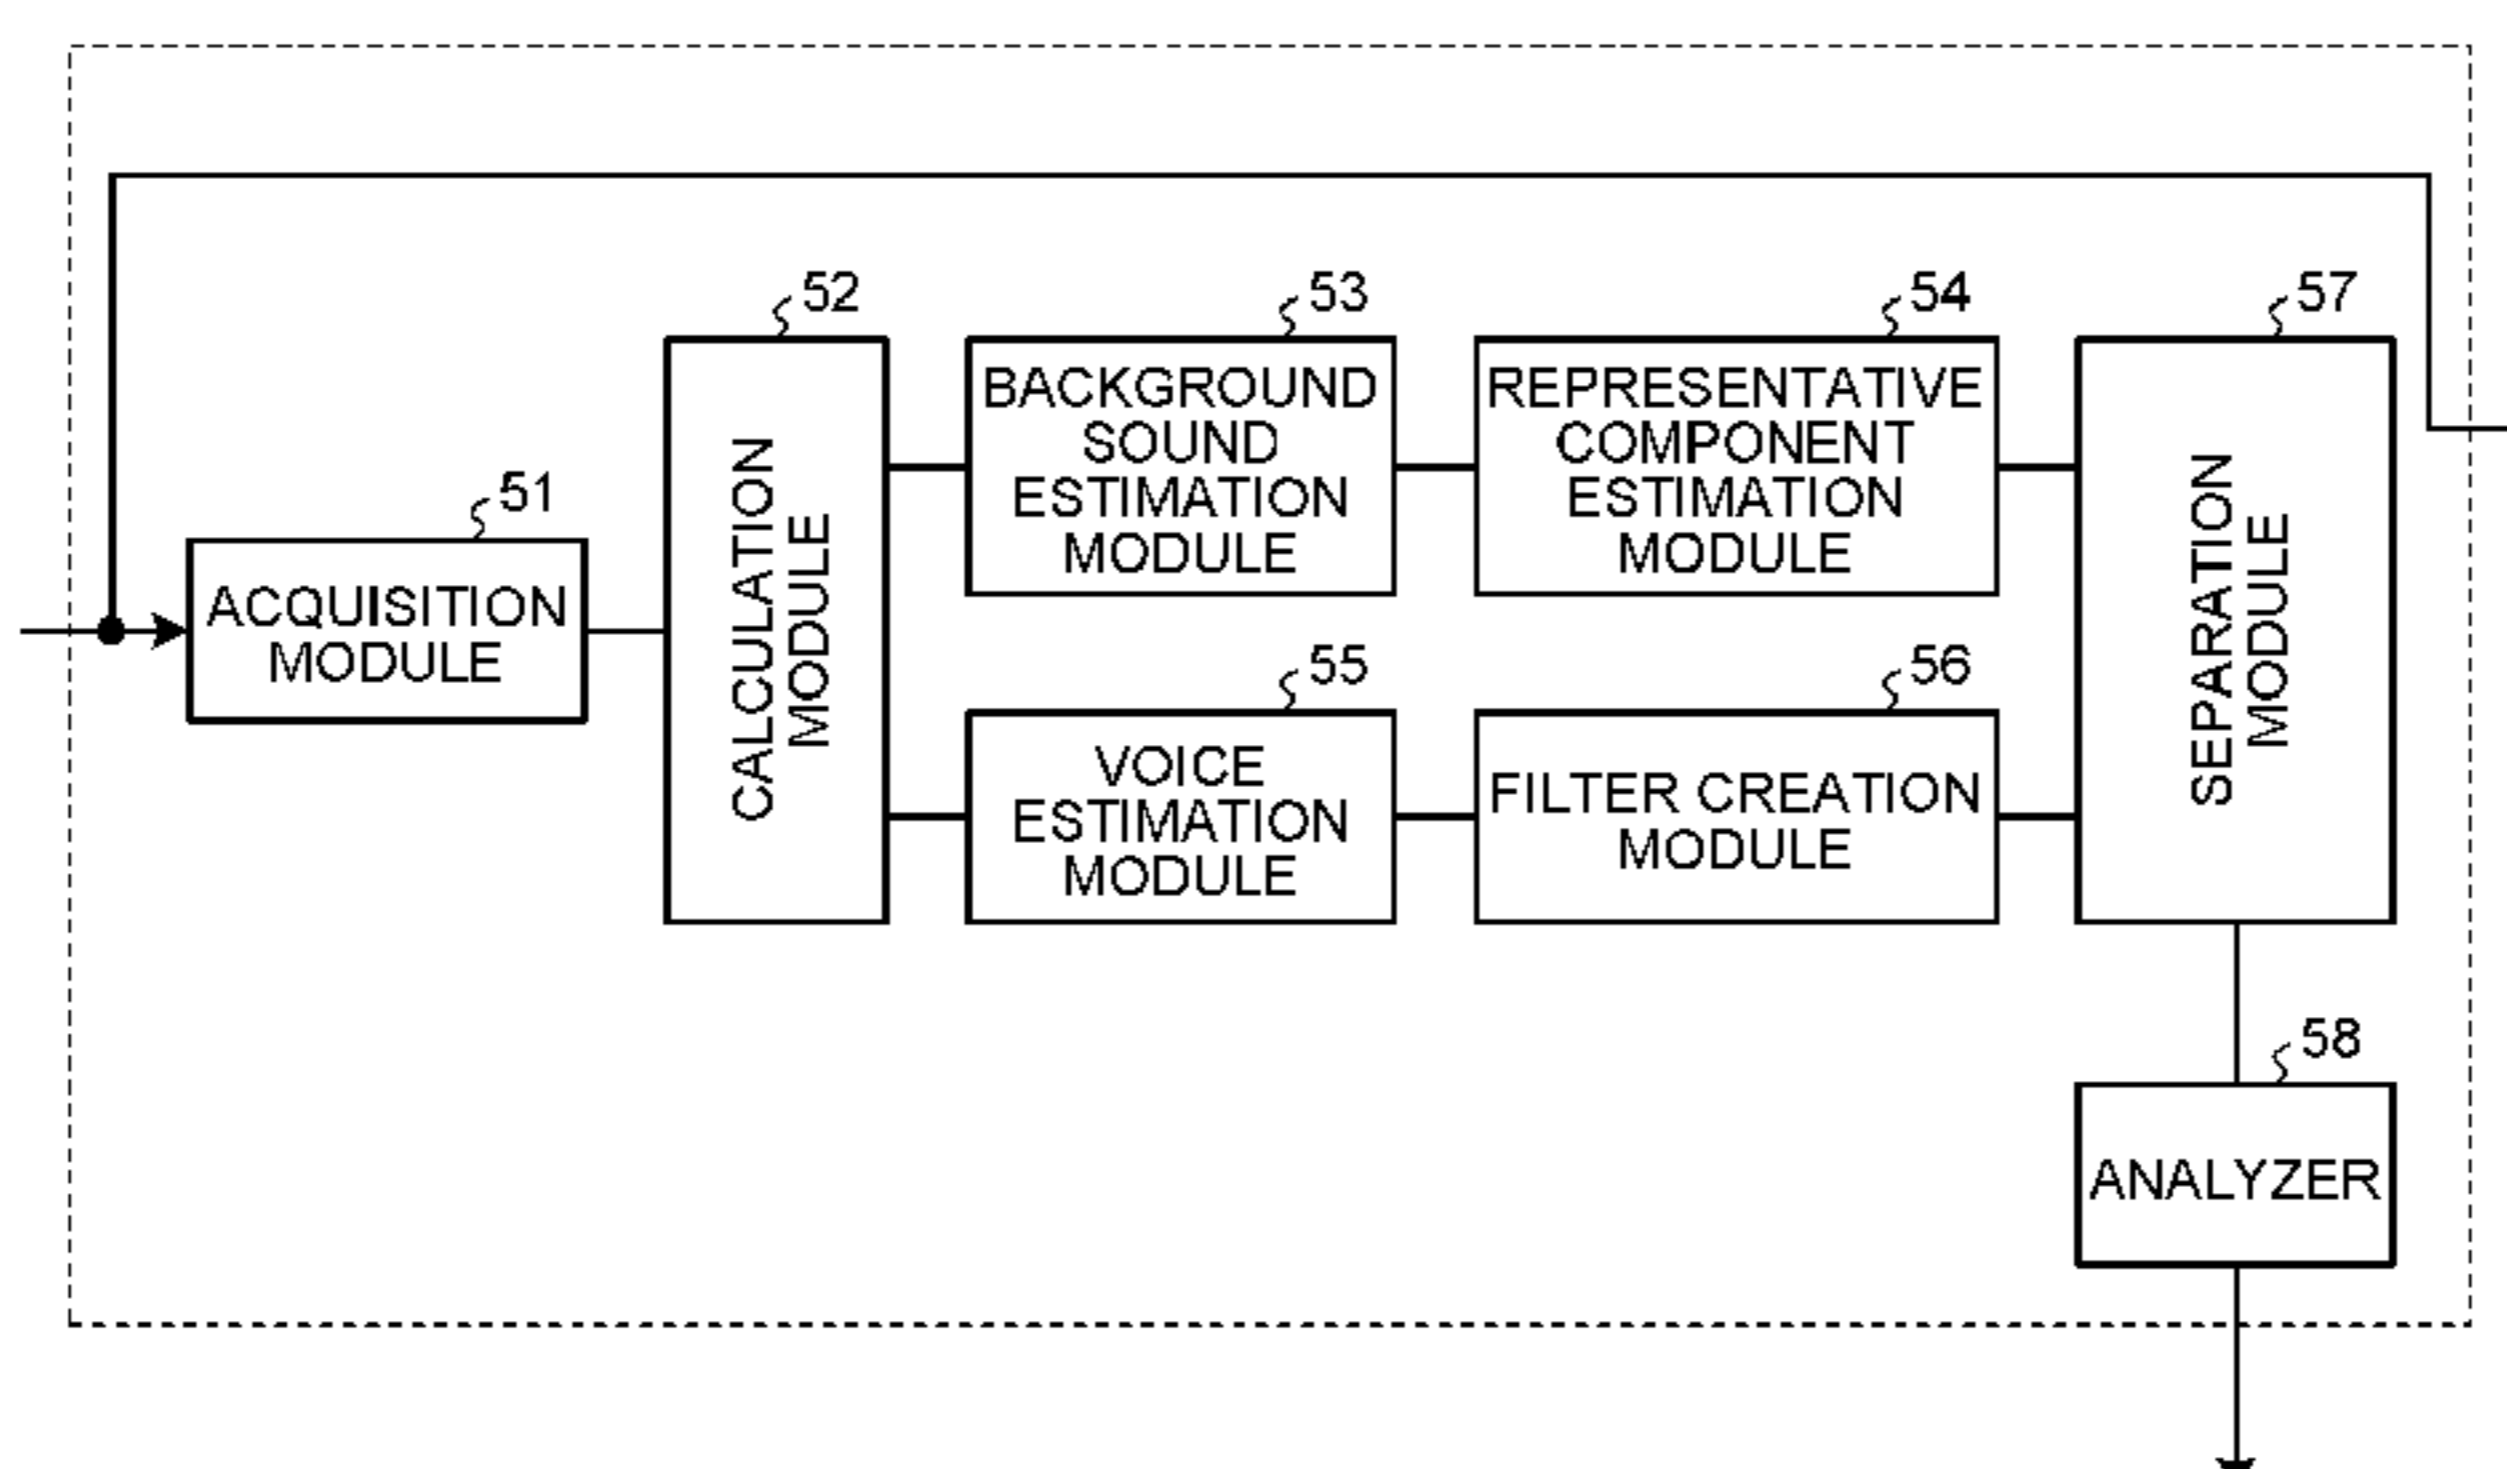 52
53
54
57
51
ACQUISITION
MODULE
CALCULATION
MODULE
BACKGROUND
SOUND
ESTIMATION
MODULE
REPRESENTATIVE
COMPONENT
ESTIMATION
MODULE
SEPARATION
MODULE
55
56
VOICE
ESTIMATION
MODULE
FILTER CREATION
MODULE
58
ANALYZER